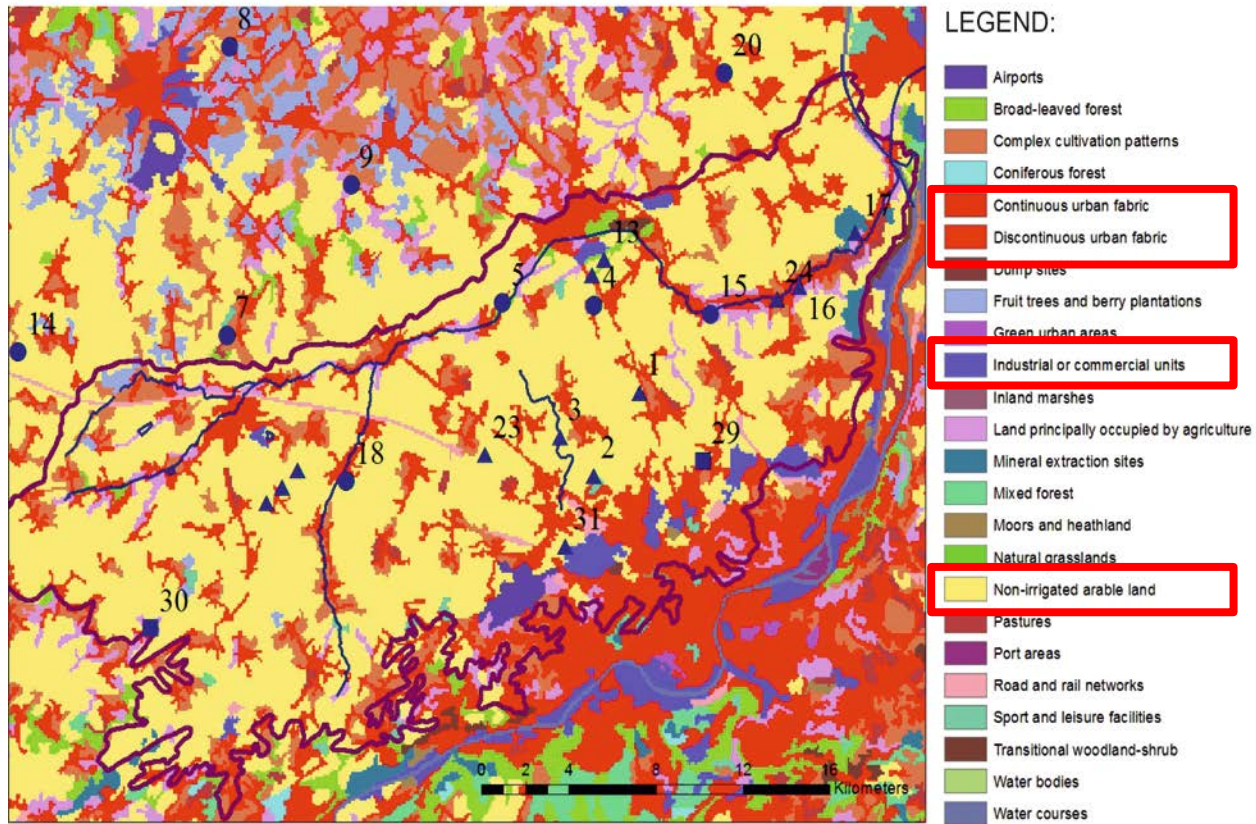 LEGEND:
Airports
Broad-leaved forest
Complex cultivation patterns
Coniferous forest
Continuous urban fabric
Discontinuous urban fabric
Dump sites
Fruit trees and berry plantations
Green urban areas
Industrial or commercial units
Inland marshes
Land principally occupied by agriculture
Mineral extraction sites
Mixed forest
Moors and heathland
Natural grasslands
Non-irrigated arable land
Pastures
Port areas
Road and rail networks
Sport and leisure facilities
Transitional woodland-shrub
Water bodies
Water courses
8
20
9
17
13
5
4
15
24
16
14
7
1
3
23
2
29
18
31
30
0 2 4 8 12 16
Kilometers